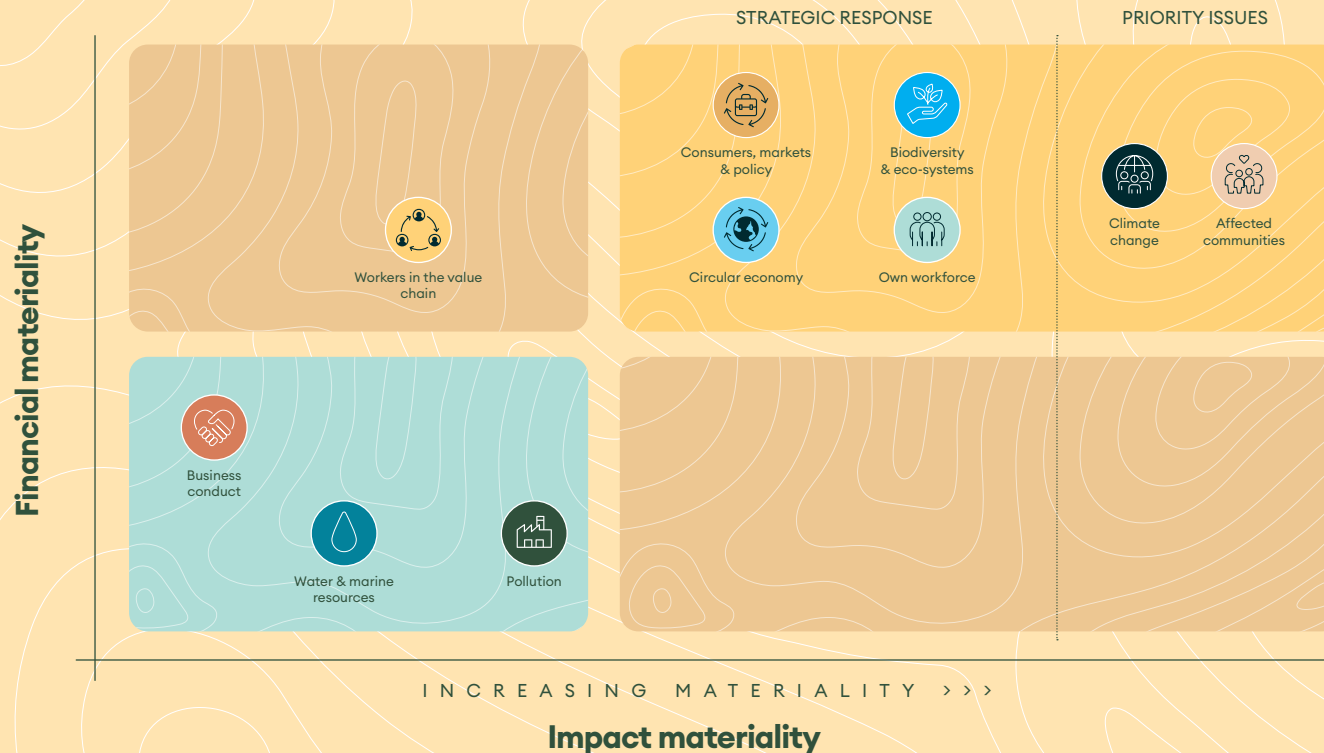 STRATEGIC RESPONSE
PRIORITY ISSUES
Financial materiality
Consumers, markets
& policy
Biodiversity
& eco-systems
Climate
change
Affected
communities
Workers in the value
chain
Circular economy
Own workforce
Business
conduct
Water & marine
resources
Pollution
INCREASING MATERIALITY >>>
Impact materiality